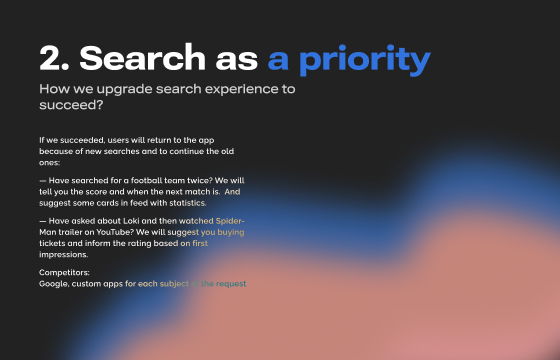 2. Search as a priority
How we upgrade search experience to
succeed?
If we succeeded, users will return to the app
because of new searches and to continue the old
ones:
— Have searched for a football team twice? We will
tell you the score and when the next match is. And
suggest some cards in feed with statistics.
— Have asked about Loki and then watched Spider-
Man trailer on YouTube? We will suggest you buying
tickets and inform the rating based on first
impressions.
Competitors:
Google, custom apps for each subject the request